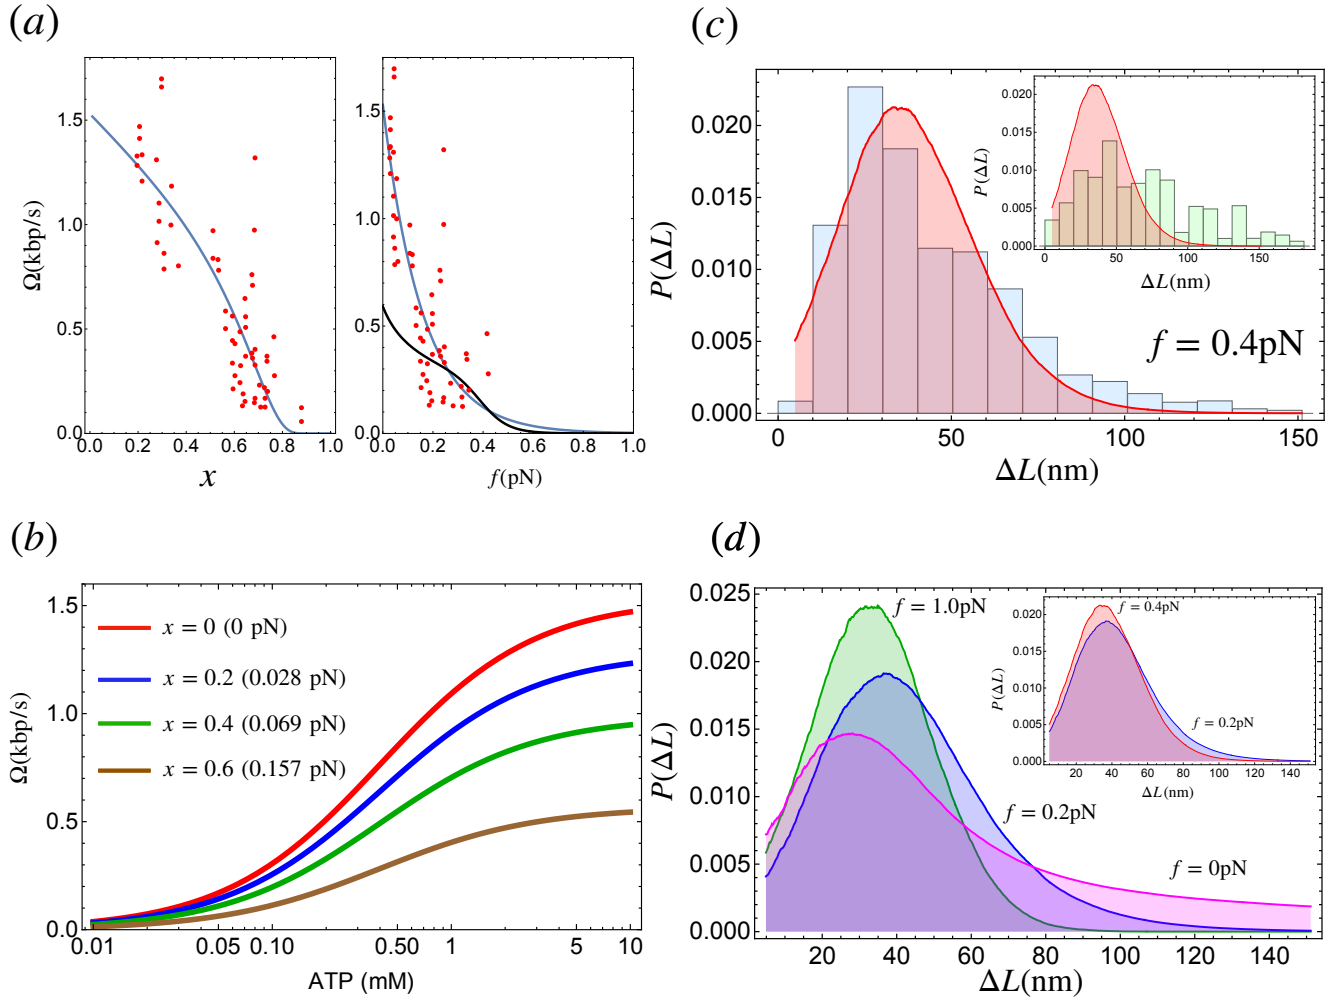 (a)
Ω(kbp/s)
1.5
1.0
0.5
0.0
0.0 0.2 0.4 0.6 0.8 1.0
x
1.5
1.0
0.5
0.0
0.0 0.2 0.4 0.6 0.8 1.0
f(pN)
(c)
P(ΔL)
0.020
0.015
0.010
0.005
0.000
0 50 100 150
ΔL(nm)
f = 0.4pN
P(ΔL)
0.020
0.015
0.010
0.005
0.000
0 50 100 150
ΔL(nm)
(b)
Ω(kbp/s)
1.5
1.0
0.5
0.0
x = 0 (0 pN)
x = 0.2 (0.028 pN)
x = 0.4 (0.069 pN)
x = 0.6 (0.157 pN)
0.01 0.05 0.10 0.50 1 5 10
ATP (mM)
(d)
P(ΔL)
0.025
0.020
0.015
0.010
0.005
0.000
f = 1.0pN
f = 0.2pN
f = 0pN
20 40 60 80 100 120 140
ΔL(nm)
P(ΔL)
0.020
0.015
0.010
0.005
0.000
f = 0.4pN
f = 0.2pN
20 40 60 80 100 120 140
ΔL(nm)